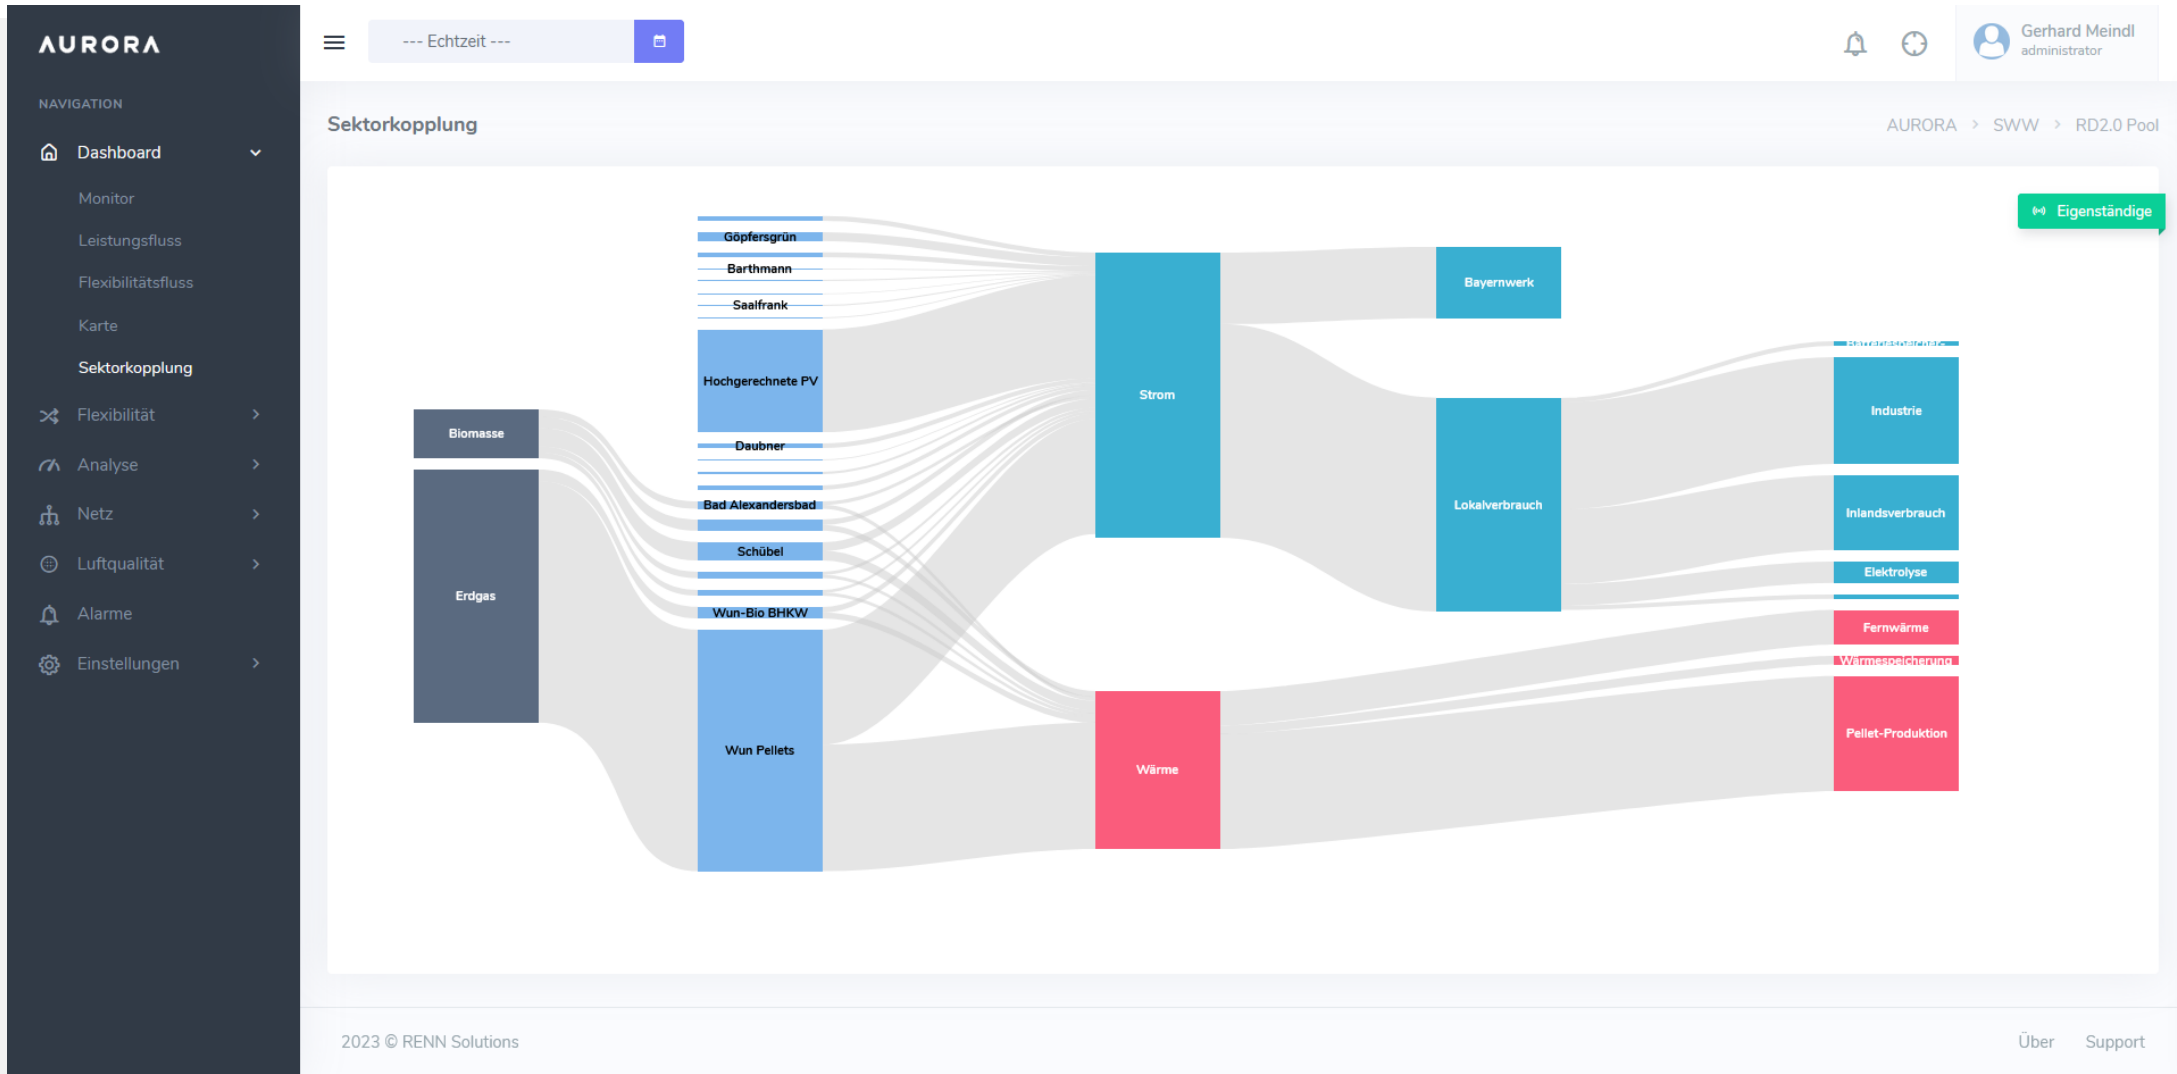 AURORA
--- Echtzeit ---
Gerhard Meindl
administrator
NAVIGATION
Dashboard
Monitor
Leistungsfluss
Flexibilitätsfluss
Karte
Sektorkopplung
Flexibilität
Analyse
Netz
Luftqualität
Alarme
Einstellungen
Sektorkopplung
AURORA > SWW > RD2.0 Pool
Eigenständige
Biomasse
Erdgas
Göpfersgrün
Barthmann
Saalfrank
Hochgerechnete PV
Daubner
Bad Alexandersbad
Schübel
Wun-Bio BHKW
Wun Pellets
Strom
Wärme
Bayernwerk
Lokalverbrauch
Batteriespeicher-
Industrie
Inlandsverbrauch
Elektrolyse
Fernwärme
Wärmespeicherung
Pellet-Produktion
2023 © RENN Solutions
Über
Support